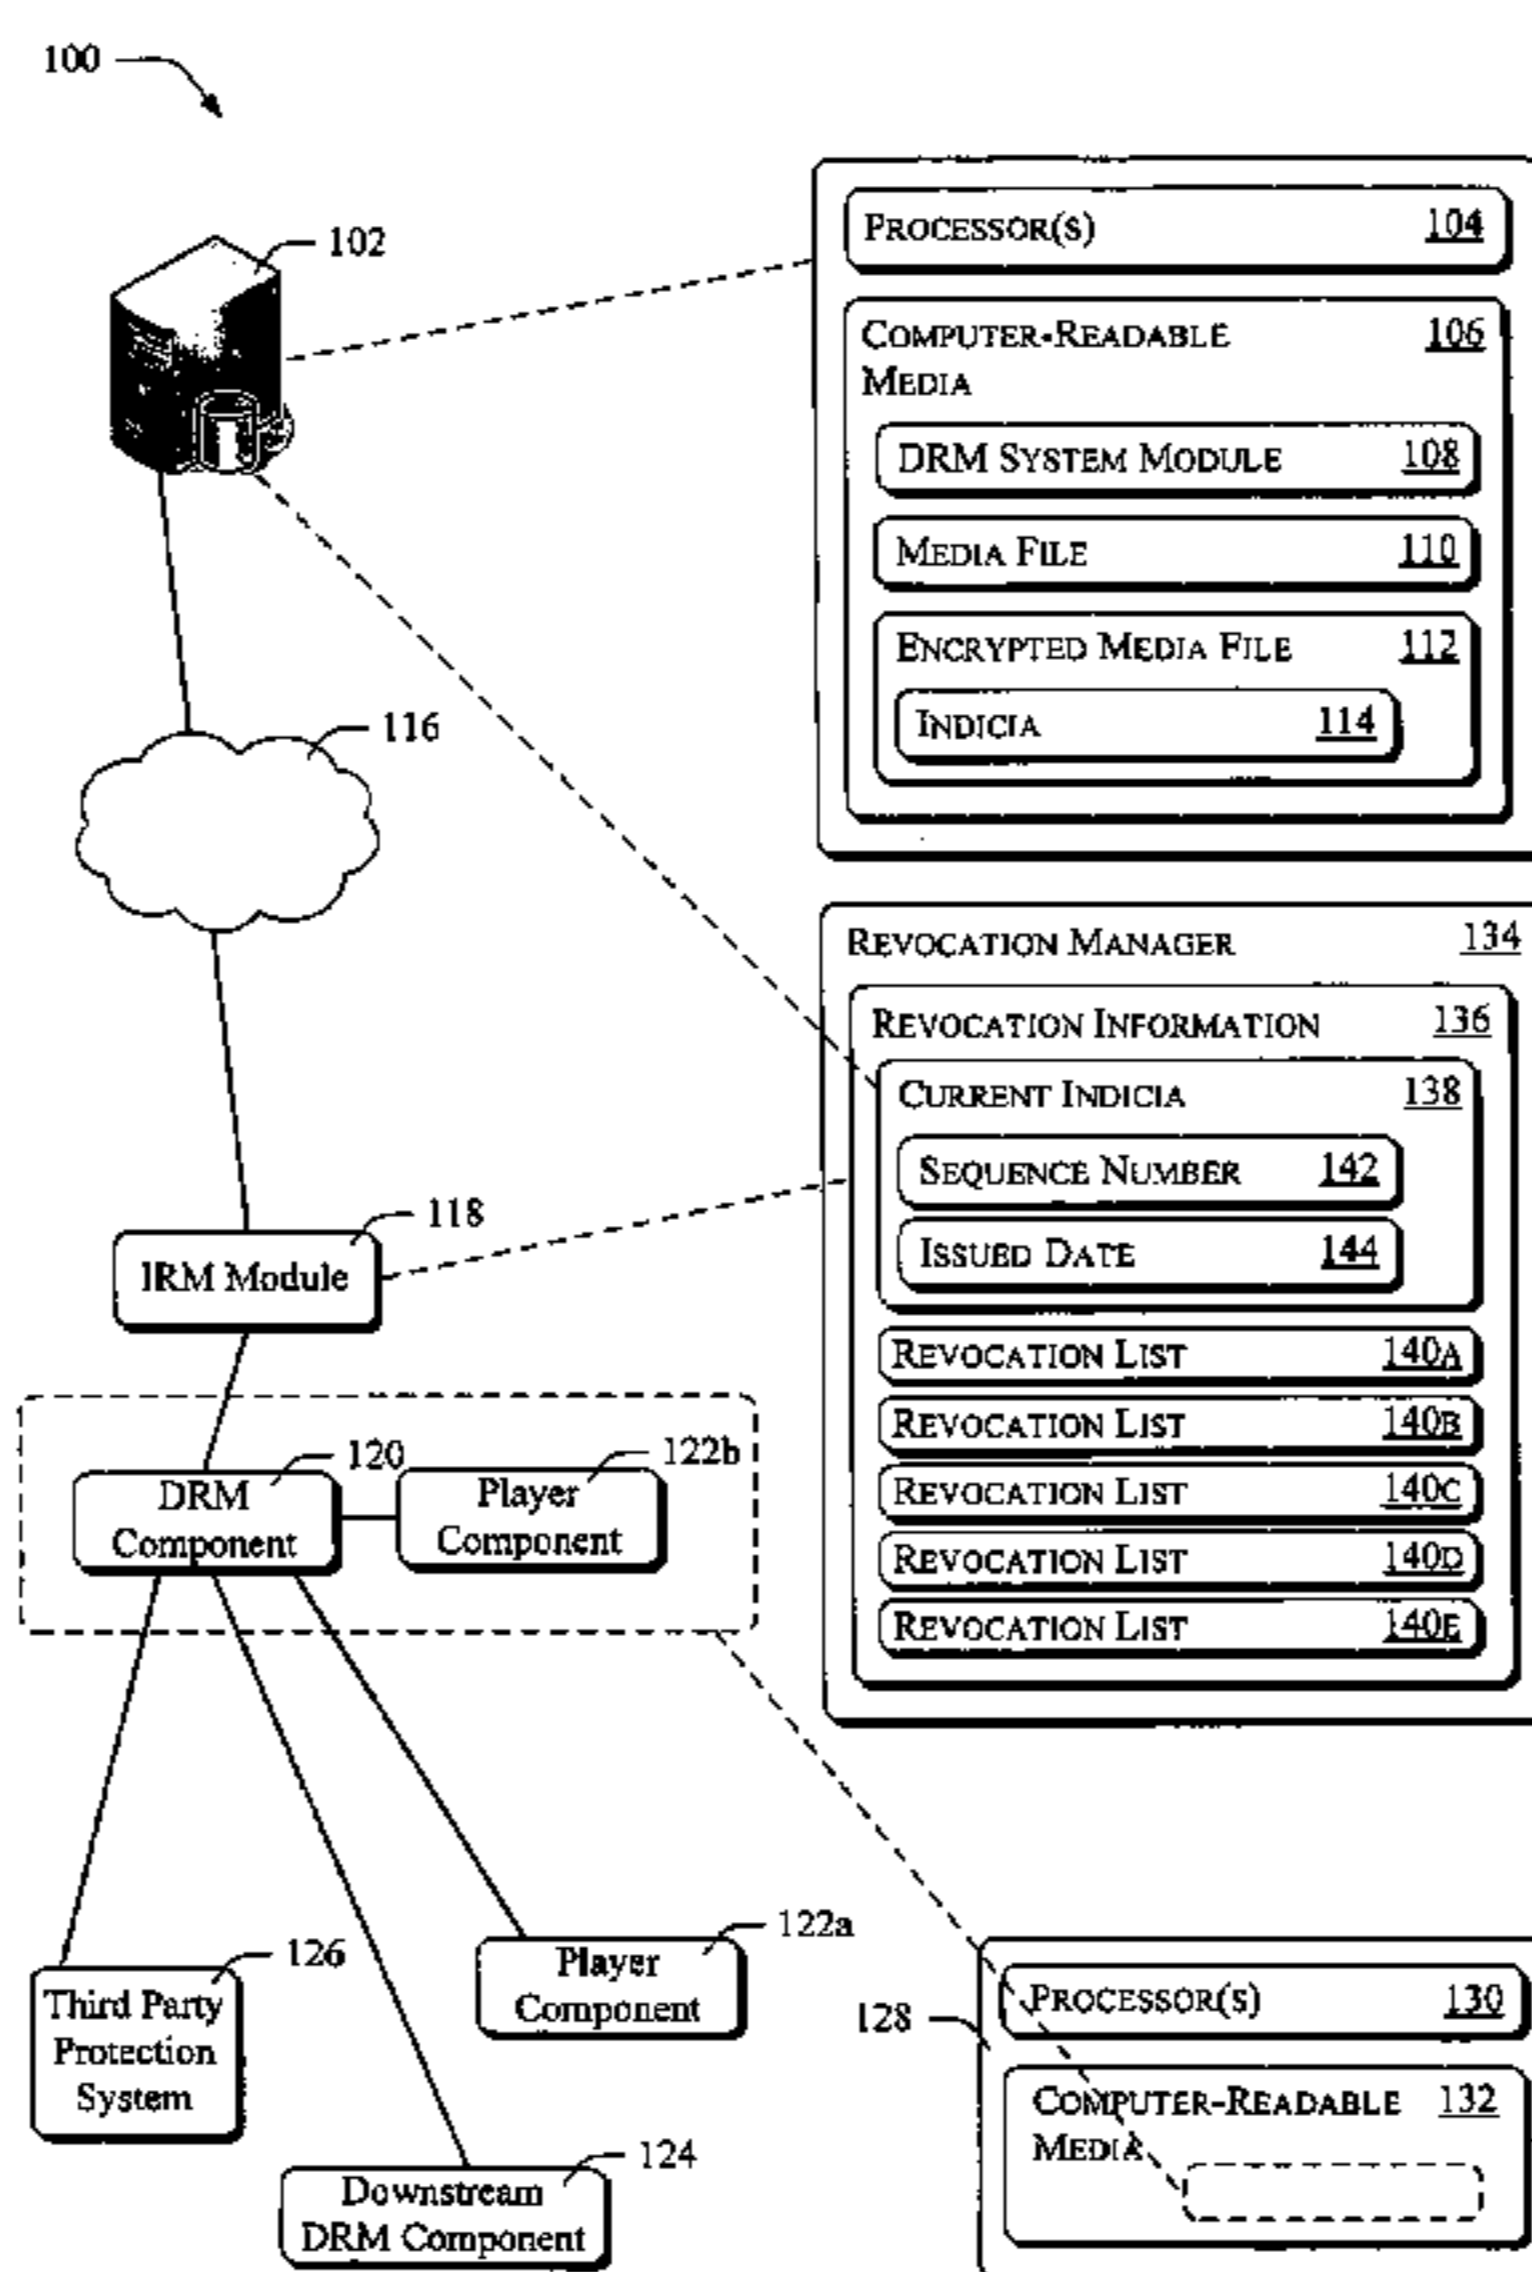 100
102
PROCESSOR(S) 104
COMPUTER-READABLE 106
MEDIA
DRM SYSTEM MODULE 108
MEDIA FILE 110
ENCRYPTED MEDIA FILE 112
INDICIA 114
116
REVOCATION MANAGER 134
REVOCATION INFORMATION 136
CURRENT INDICIA 138
SEQUENCE NUMBER 142
ISSUED DATE 144
REVOCATION LIST 140A
REVOCATION LIST 140B
REVOCATION LIST 140C
REVOCATION LIST 140D
REVOCATION LIST 140E
118
IRM Module
120
DRM
Component
122b
Player
Component
126
Third Party
Protection
System
122a
Player
Component
124
Downstream
DRM Component
128
PROCESSOR(S) 130
COMPUTER-READABLE 132
MEDIA